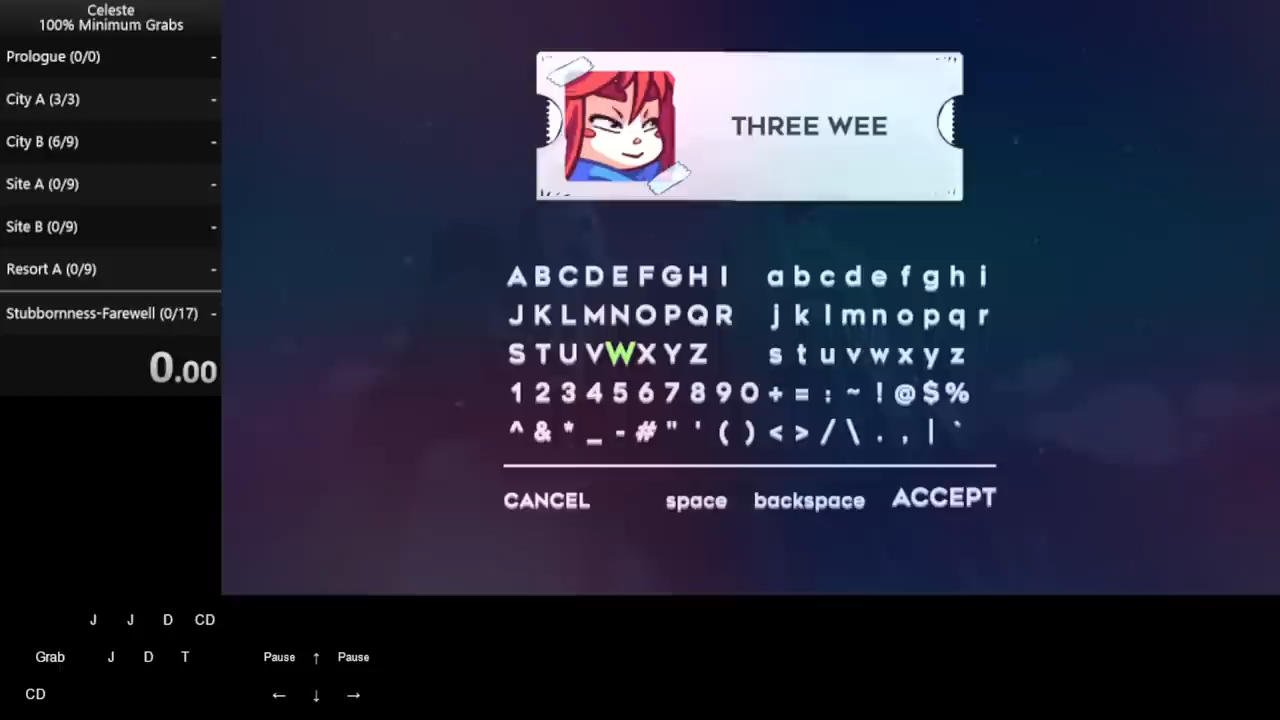 Celeste
100% Minimum Grabs
Prologue (0/0) -
City A (3/3) -
City B (6/9) -
Site A (0/9) -
Site B (0/9) -
Resort A (0/9) -
Stubbornness-Farewell (0/17) -
0.00
THREE WEE
A B C D E F G H I a b c d e f g h i
J K L M N O P Q R j k l m n o p q r
S T U V W X Y Z s t u v w x y z
1 2 3 4 5 6 7 8 9 0 + = : ~ ! @ $ %
^ & * _ - # " ' ( ) < > / \ . , | `
CANCEL space backspace ACCEPT
J J D CD
Grab J D T Pause ↑ Pause
CD ← ↓ →